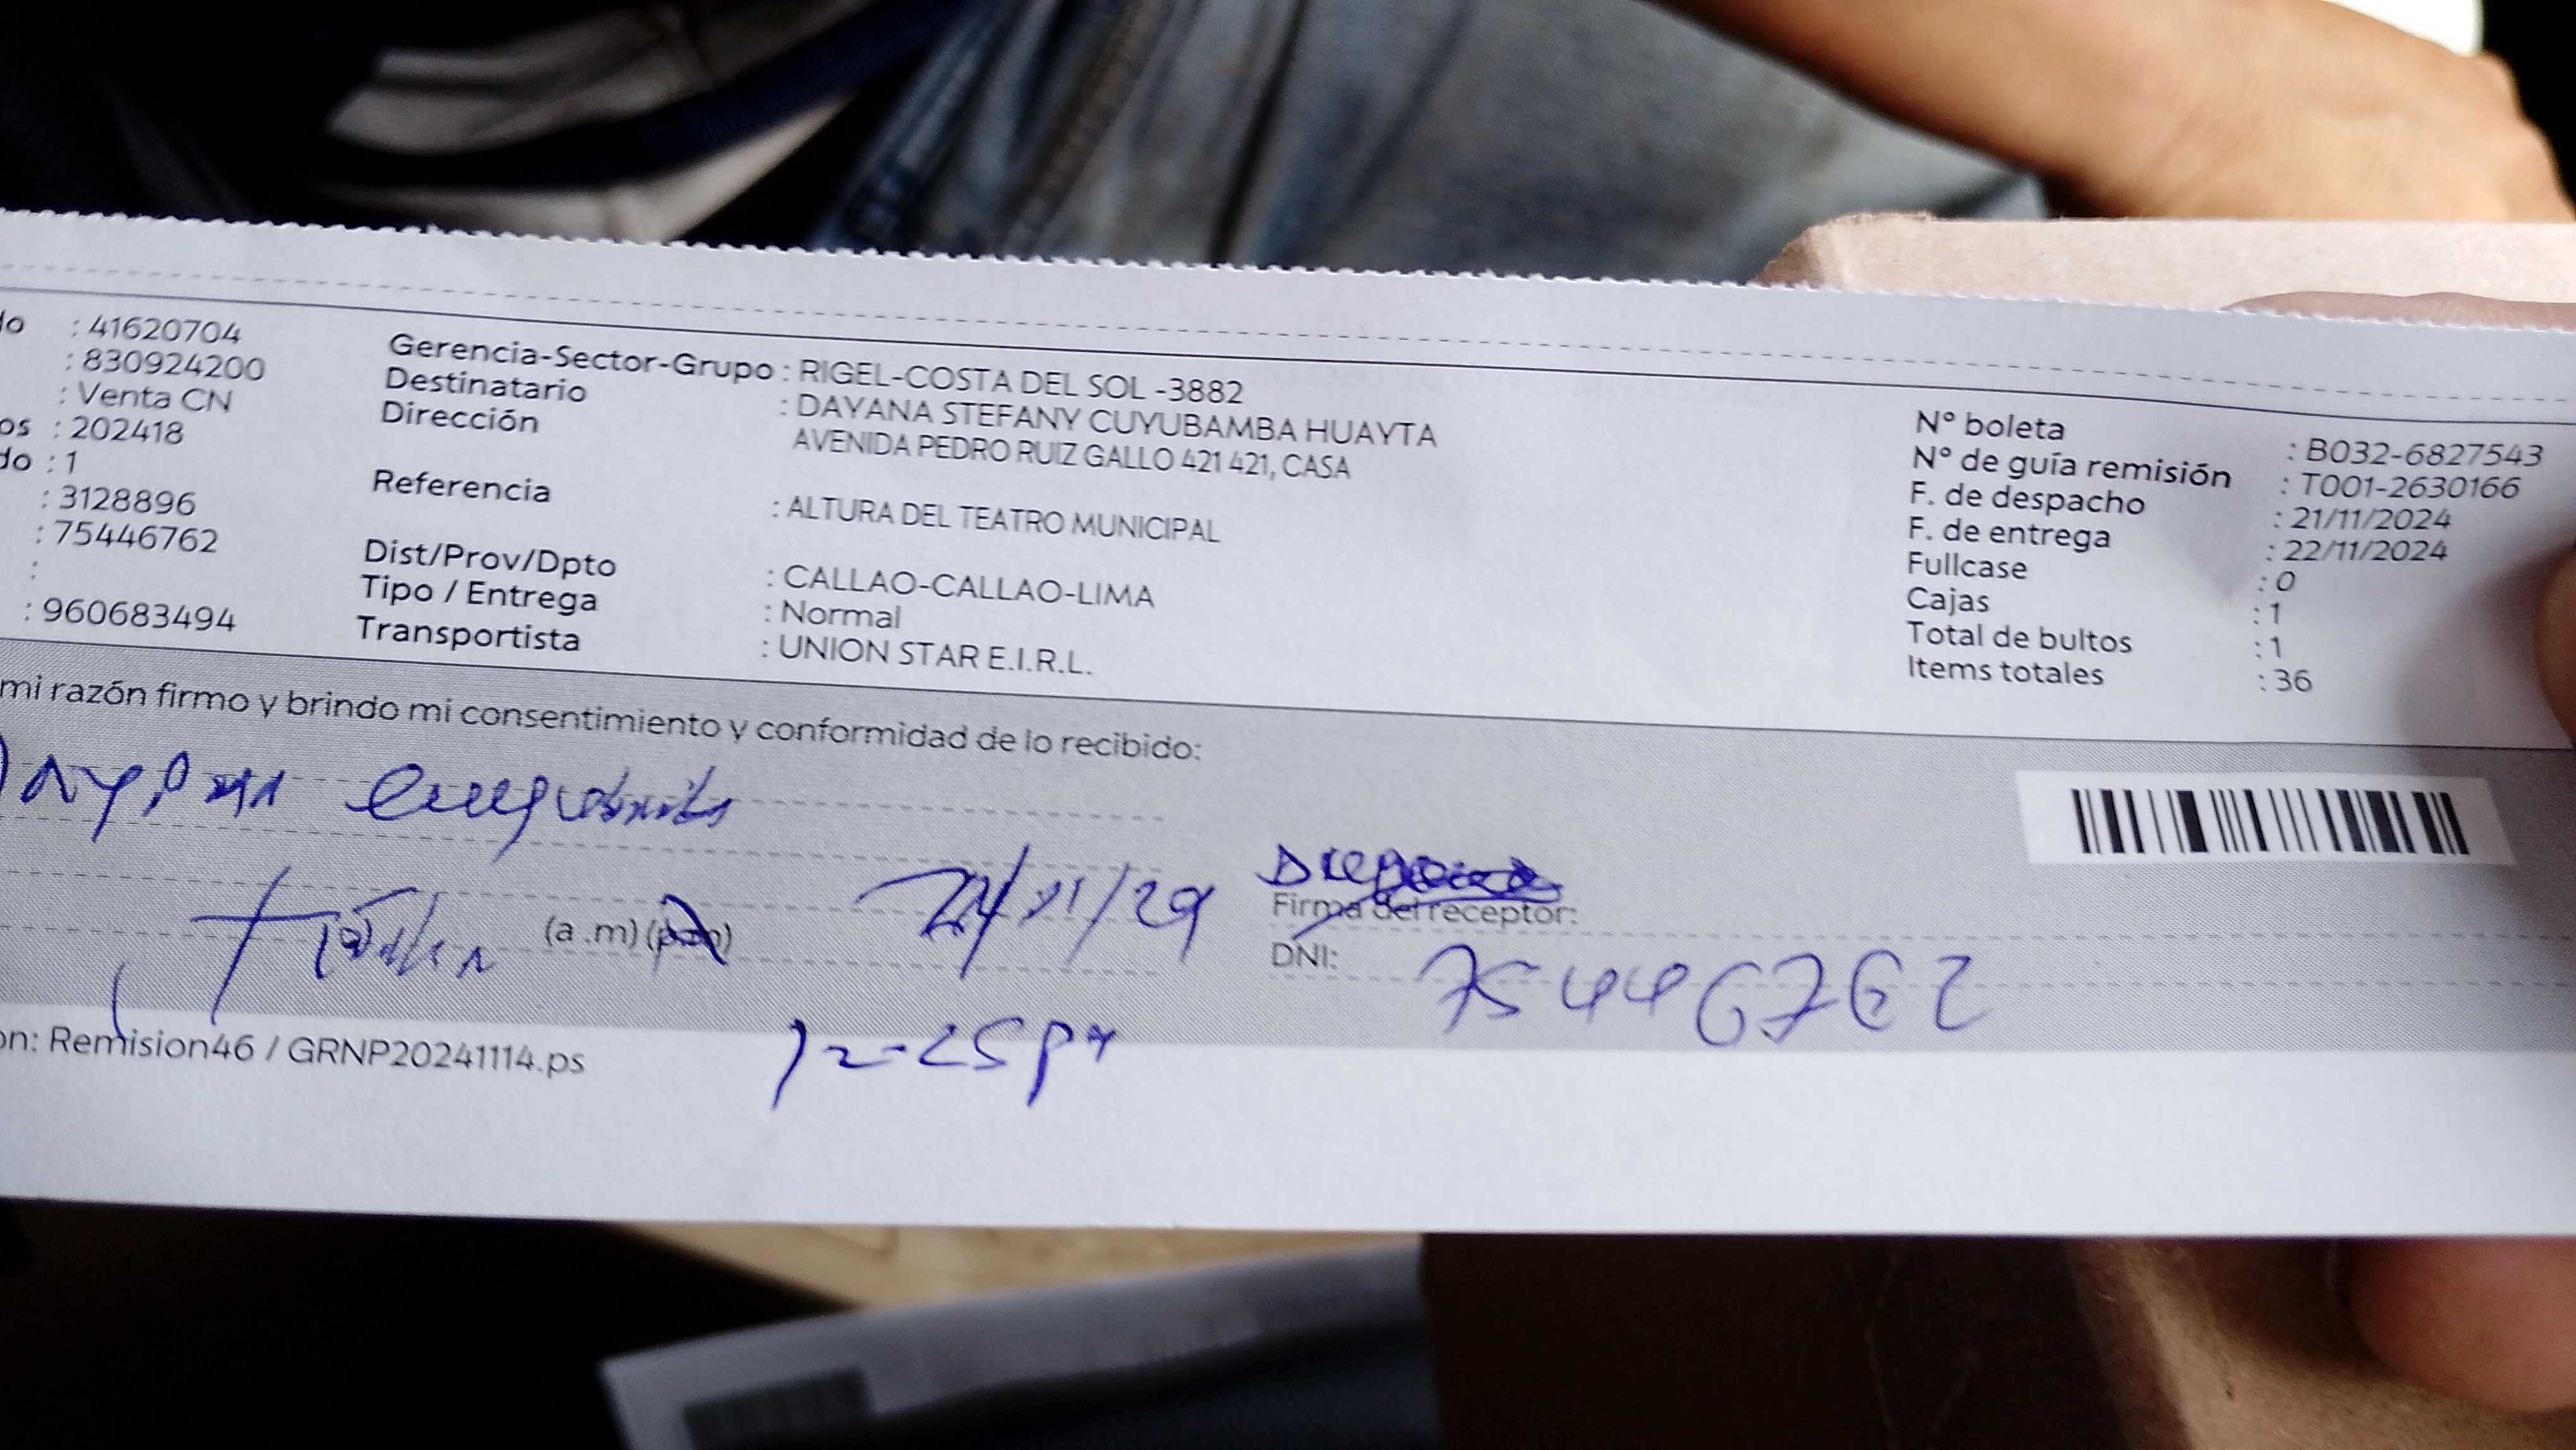 do : 41620704
: 830924200
: Venta CN
os : 202418
do : 1
: 3128896
: 75446762
:
: 960683494
Gerencia-Sector-Grupo : RIGEL-COSTA DEL SOL -3882
Destinatario : DAYANA STEFANY CUYUBAMBA HUAYTA
Dirección AVENIDA PEDRO RUIZ GALLO 421 421, CASA
Referencia : ALTURA DEL TEATRO MUNICIPAL
Dist/Prov/Dpto : CALLAO-CALLAO-LIMA
Tipo / Entrega : Normal
Transportista : UNION STAR E.I.R.L.
N° boleta : B032-6827543
N° de guía remisión : T001-2630166
F. de despacho : 21/11/2024
F. de entrega : 22/11/2024
Fullcase : 0
Cajas : 1
Total de bultos : 1
Items totales : 36
mi razón firmo y brindo mi consentimiento y conformidad de lo recibido:
(a .m) (p.m)
Firma del receptor:
DNI: 75446762
on: Remision46 / GRNP20241114.ps